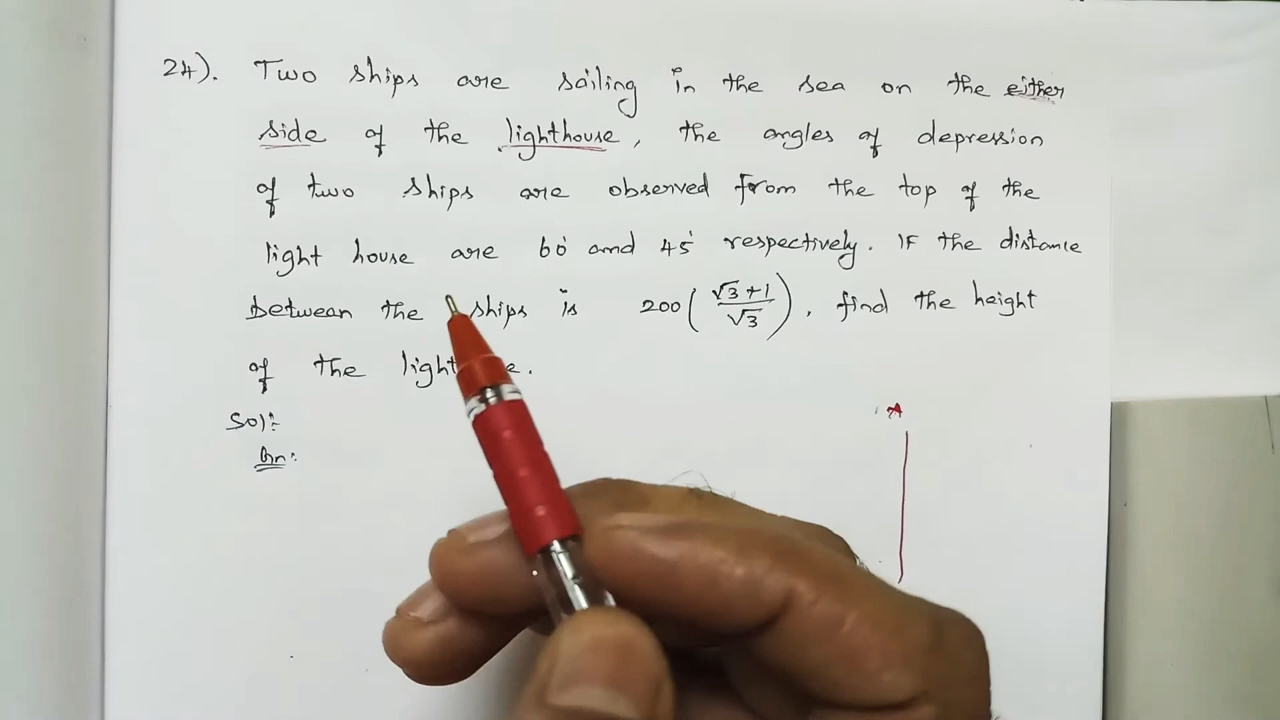 24). Two ships are sailing in the sea on the either
side of the lighthouse, the angles of depression
of two ships are observed from the top of the
light house are 60° and 45° respectively. If the distance
between the ships is 200(√3+1/√3), find the height
of the
Sol:
Gn:
A